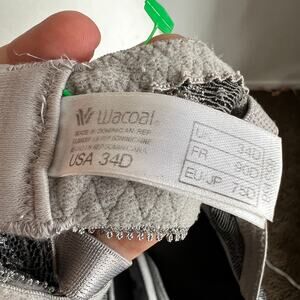 wacoal
MADE IN DOMINICAN REP.
USA 34D
UK 34D
FR 90D
EU/JP 75D